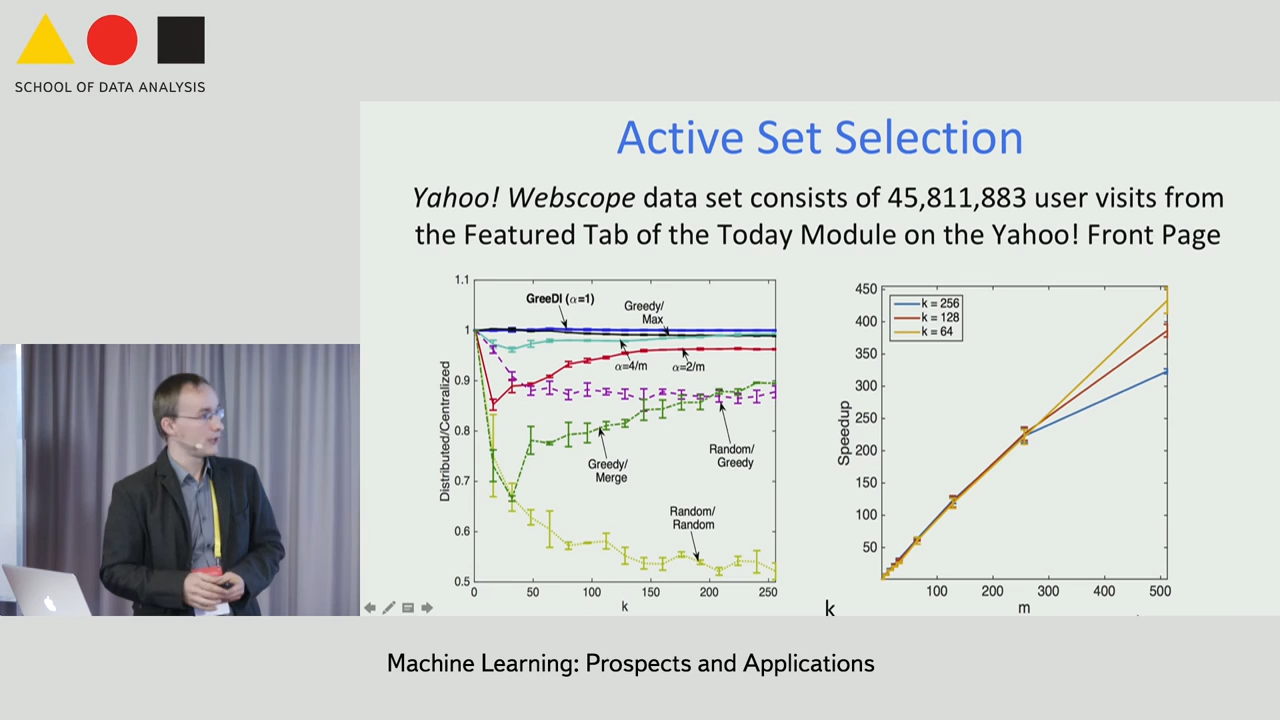 SCHOOL OF DATA ANALYSIS
Active Set Selection
Yahoo! Webscope data set consists of 45,811,883 user visits from
the Featured Tab of the Today Module on the Yahoo! Front Page
1.1
1
0.9
0.8
0.7
0.6
0.5
Distributed/Centralized
GreeDI (α=1)
Greedy/
Max
α=4/m
α=2/m
Random/
Greedy
Greedy/
Merge
Random/
Random
0 50 100 150 200 250
k
450
400
350
300
250
200
150
100
50
Speedup
k = 256
k = 128
k = 64
100 200 300 400 500
m
k
Machine Learning: Prospects and Applications